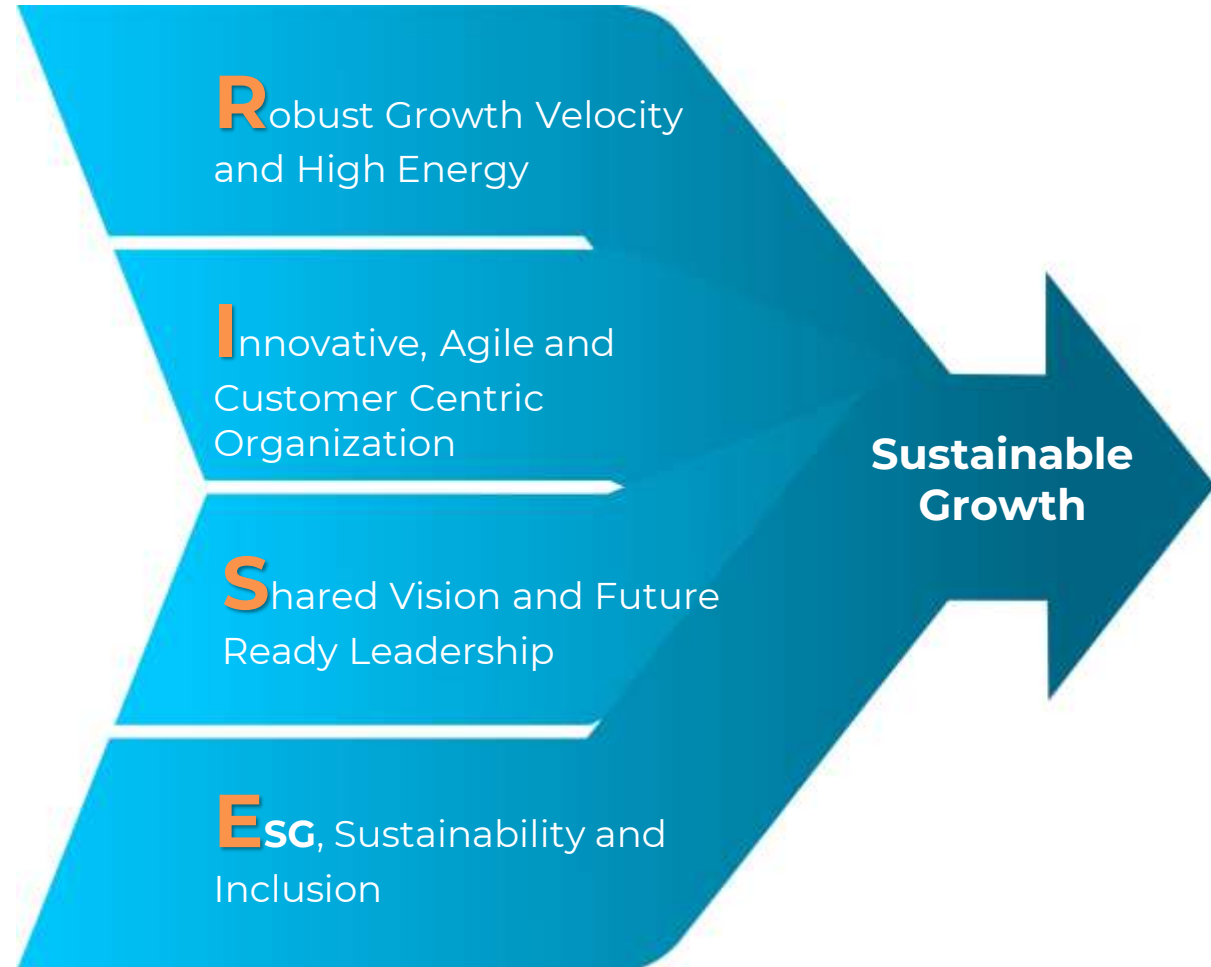 Robust Growth Velocity
and High Energy
Innovative, Agile and
Customer Centric
Organization
Shared Vision and Future
Ready Leadership
ESG, Sustainability and
Inclusion
Sustainable
Growth